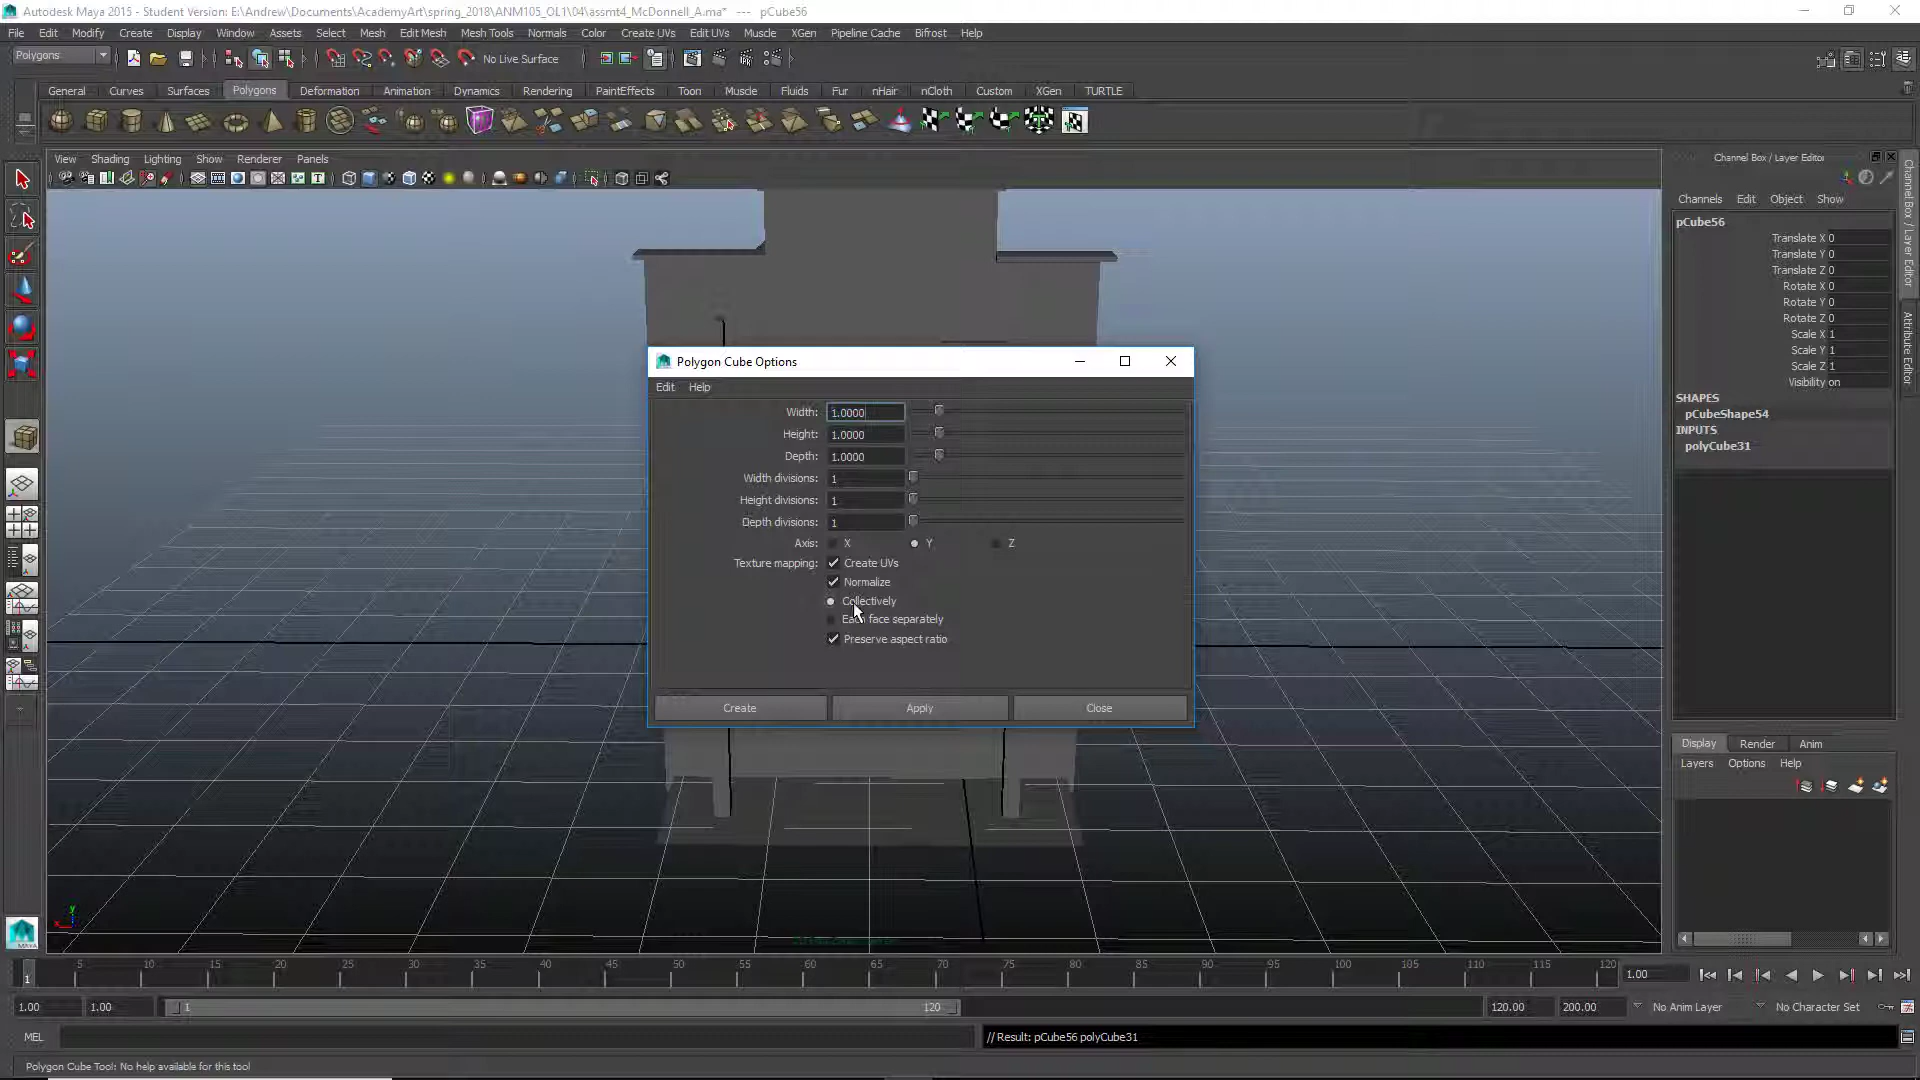 Autodesk Maya 2015 - Student Version: E:\Andrew\Documents\AcademyArt\spring_2018\ANM105_OL1\04\assmt4_McDonnell_A.ma* --- pCube56
File Edit Modify Create Display Window Assets Select Mesh Edit Mesh Mesh Tools Normals Color Create UVs Edit UVs Muscle XGen Pipeline Cache Bifrost Help
Polygons No Live Surface
General Curves Surfaces Polygons Deformation Animation Dynamics Rendering PaintEffects Toon Muscle Fluids Fur nHair nCloth Custom XGen TURTLE
View Shading Lighting Show Renderer Panels
Channel Box / Layer Editor
Channels Edit Object Show
pCube56
Translate X 0
Translate Y 0
Translate Z 0
Rotate X 0
Rotate Y 0
Rotate Z 0
Scale X 1
Scale Y 1
Scale Z 1
Visibility on
SHAPES
pCubeShape54
INPUTS
polyCube31
Channel Box / Layer Editor
Attribute Editor
Polygon Cube Options
Edit Help
Width: 1.0000
Height: 1.0000
Depth: 1.0000
Width divisions: 1
Height divisions: 1
Depth divisions: 1
Axis: X Y Z
Texture mapping: Create UVs
Normalize
Collectively
Each face separately
Preserve aspect ratio
Create Apply Close
Display Render Anim
Layers Options Help
y
x
MAYA
5 10 15 20 25 30 35 40 45 50 55 60 65 70 75 80 85 90 95 100 105 110 115 120
1 1.00
1.00 1.00 1 120 120.00 200.00 No Anim Layer No Character Set
MEL // Result: pCube56 polyCube31
Polygon Cube Tool: No help available for this tool